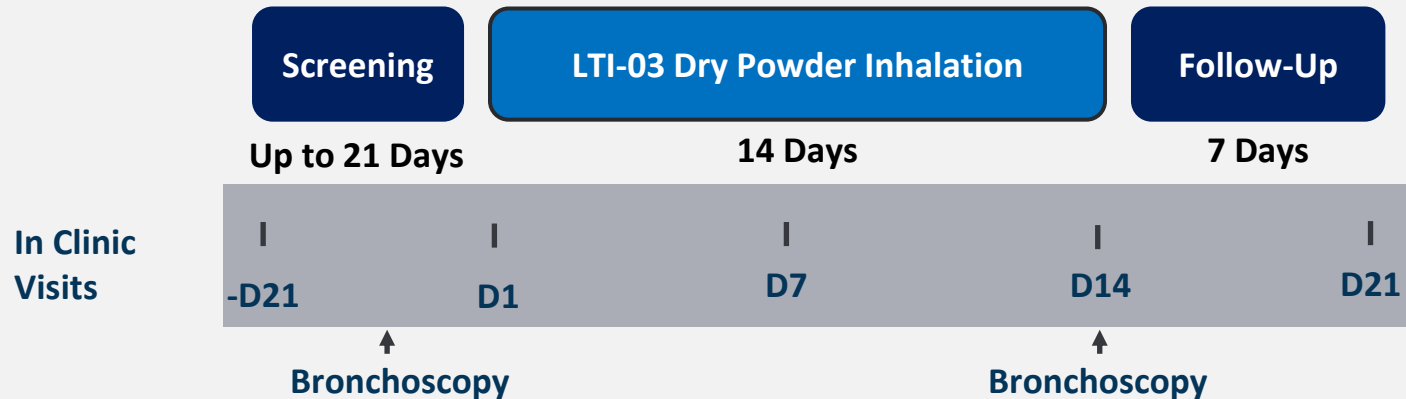 Screening
LTI-03 Dry Powder Inhalation
Follow-Up
Up to 21 Days
14 Days
7 Days
In Clinic
Visits
-D21
D1
D7
D14
D21
Bronchoscopy
Bronchoscopy